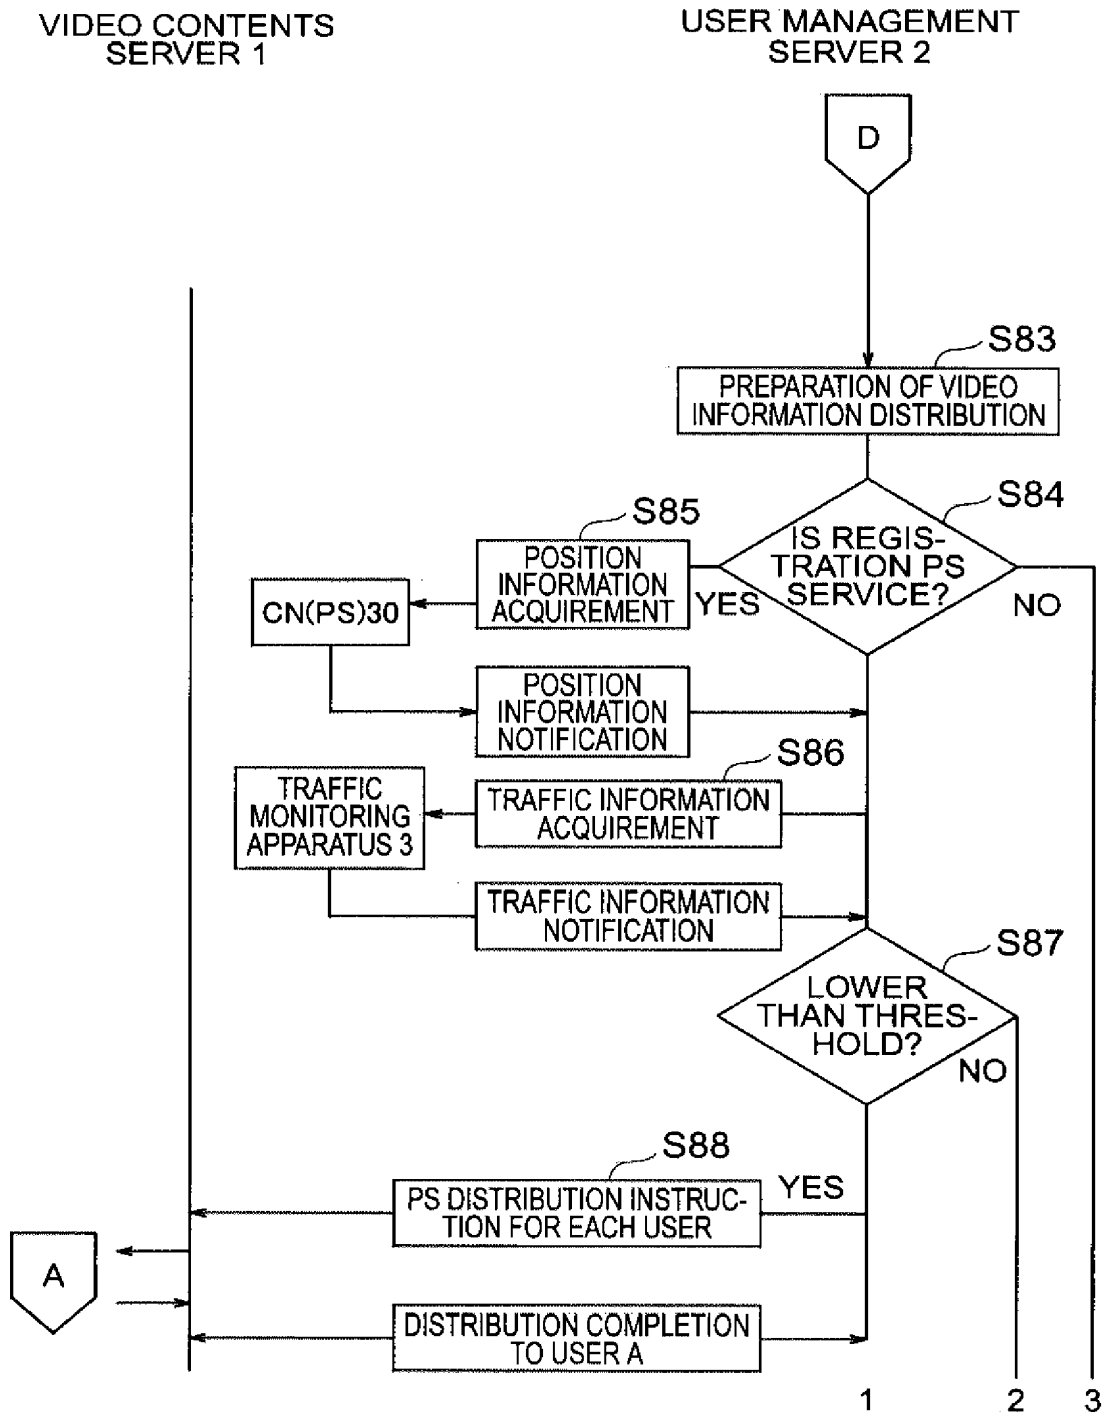 VIDEO CONTENTS
SERVER 1
USER MANAGEMENT
SERVER 2
D
S83
PREPARATION OF VIDEO
INFORMATION DISTRIBUTION
S84
IS REGIS-
TRATION PS
SERVICE?
YES
NO
S85
POSITION
INFORMATION
ACQUIREMENT
CN(PS)30
POSITION
INFORMATION
NOTIFICATION
S86
TRAFFIC INFORMATION
ACQUIREMENT
TRAFFIC
MONITORING
APPARATUS 3
TRAFFIC INFORMATION
NOTIFICATION
S87
LOWER
THAN THRES-
HOLD?
NO
YES
S88
PS DISTRIBUTION INSTRUC-
TION FOR EACH USER
A
DISTRIBUTION COMPLETION
TO USER A
1
2
3